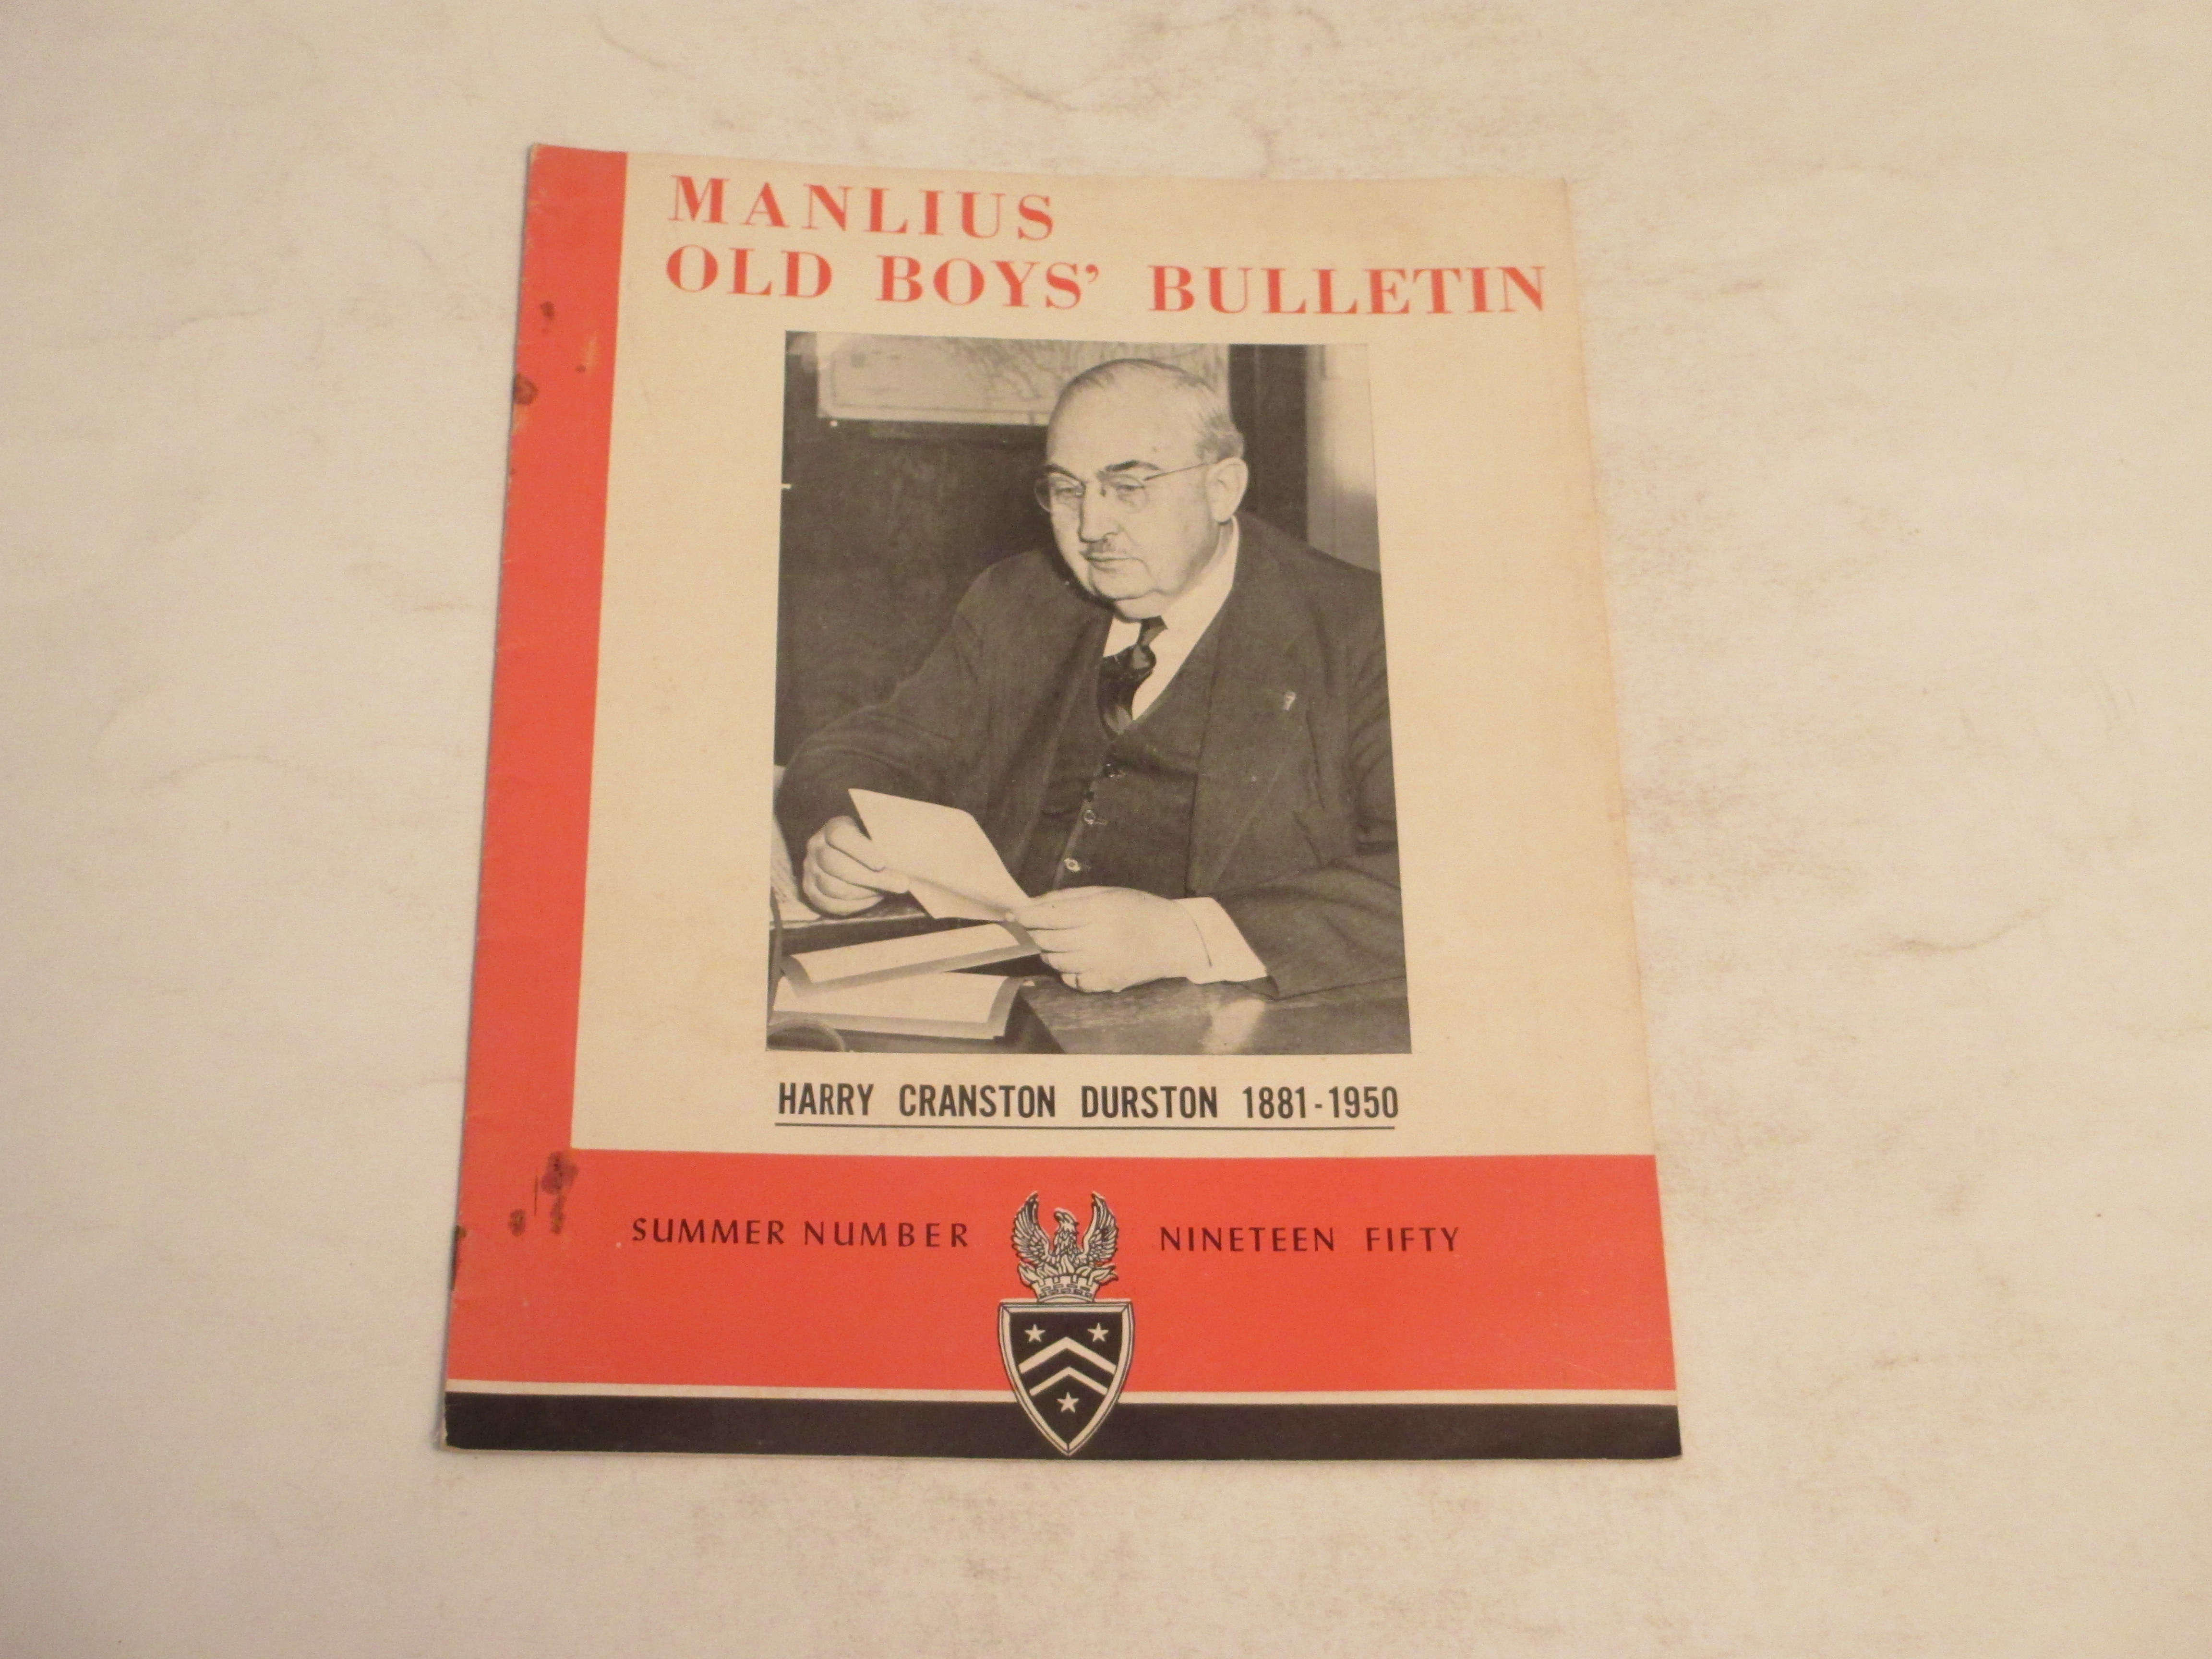 MANLIUS
OLD BOYS' BULLETIN
HARRY CRANSTON DURSTON 1881-1950
SUMMER NUMBER NINETEEN FIFTY